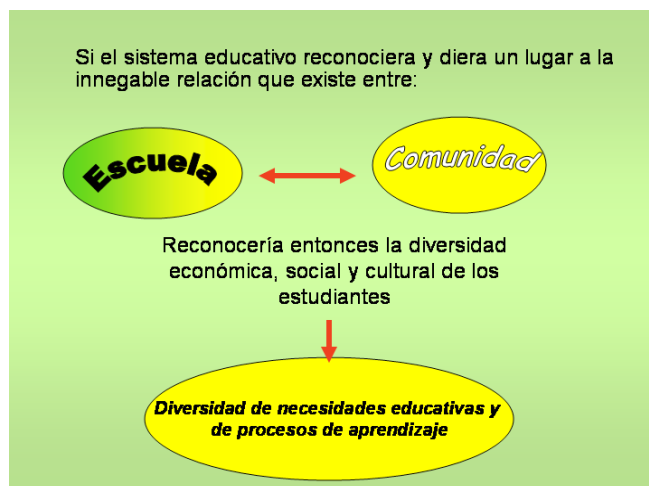 Si el sistema educativo reconociera y diera un lugar a la
innegable relación que existe entre:
Escuela
Comunidad
Reconocería entonces la diversidad
económica, social y cultural de los
estudiantes
Diversidad de necesidades educativas y
de procesos de aprendizaje